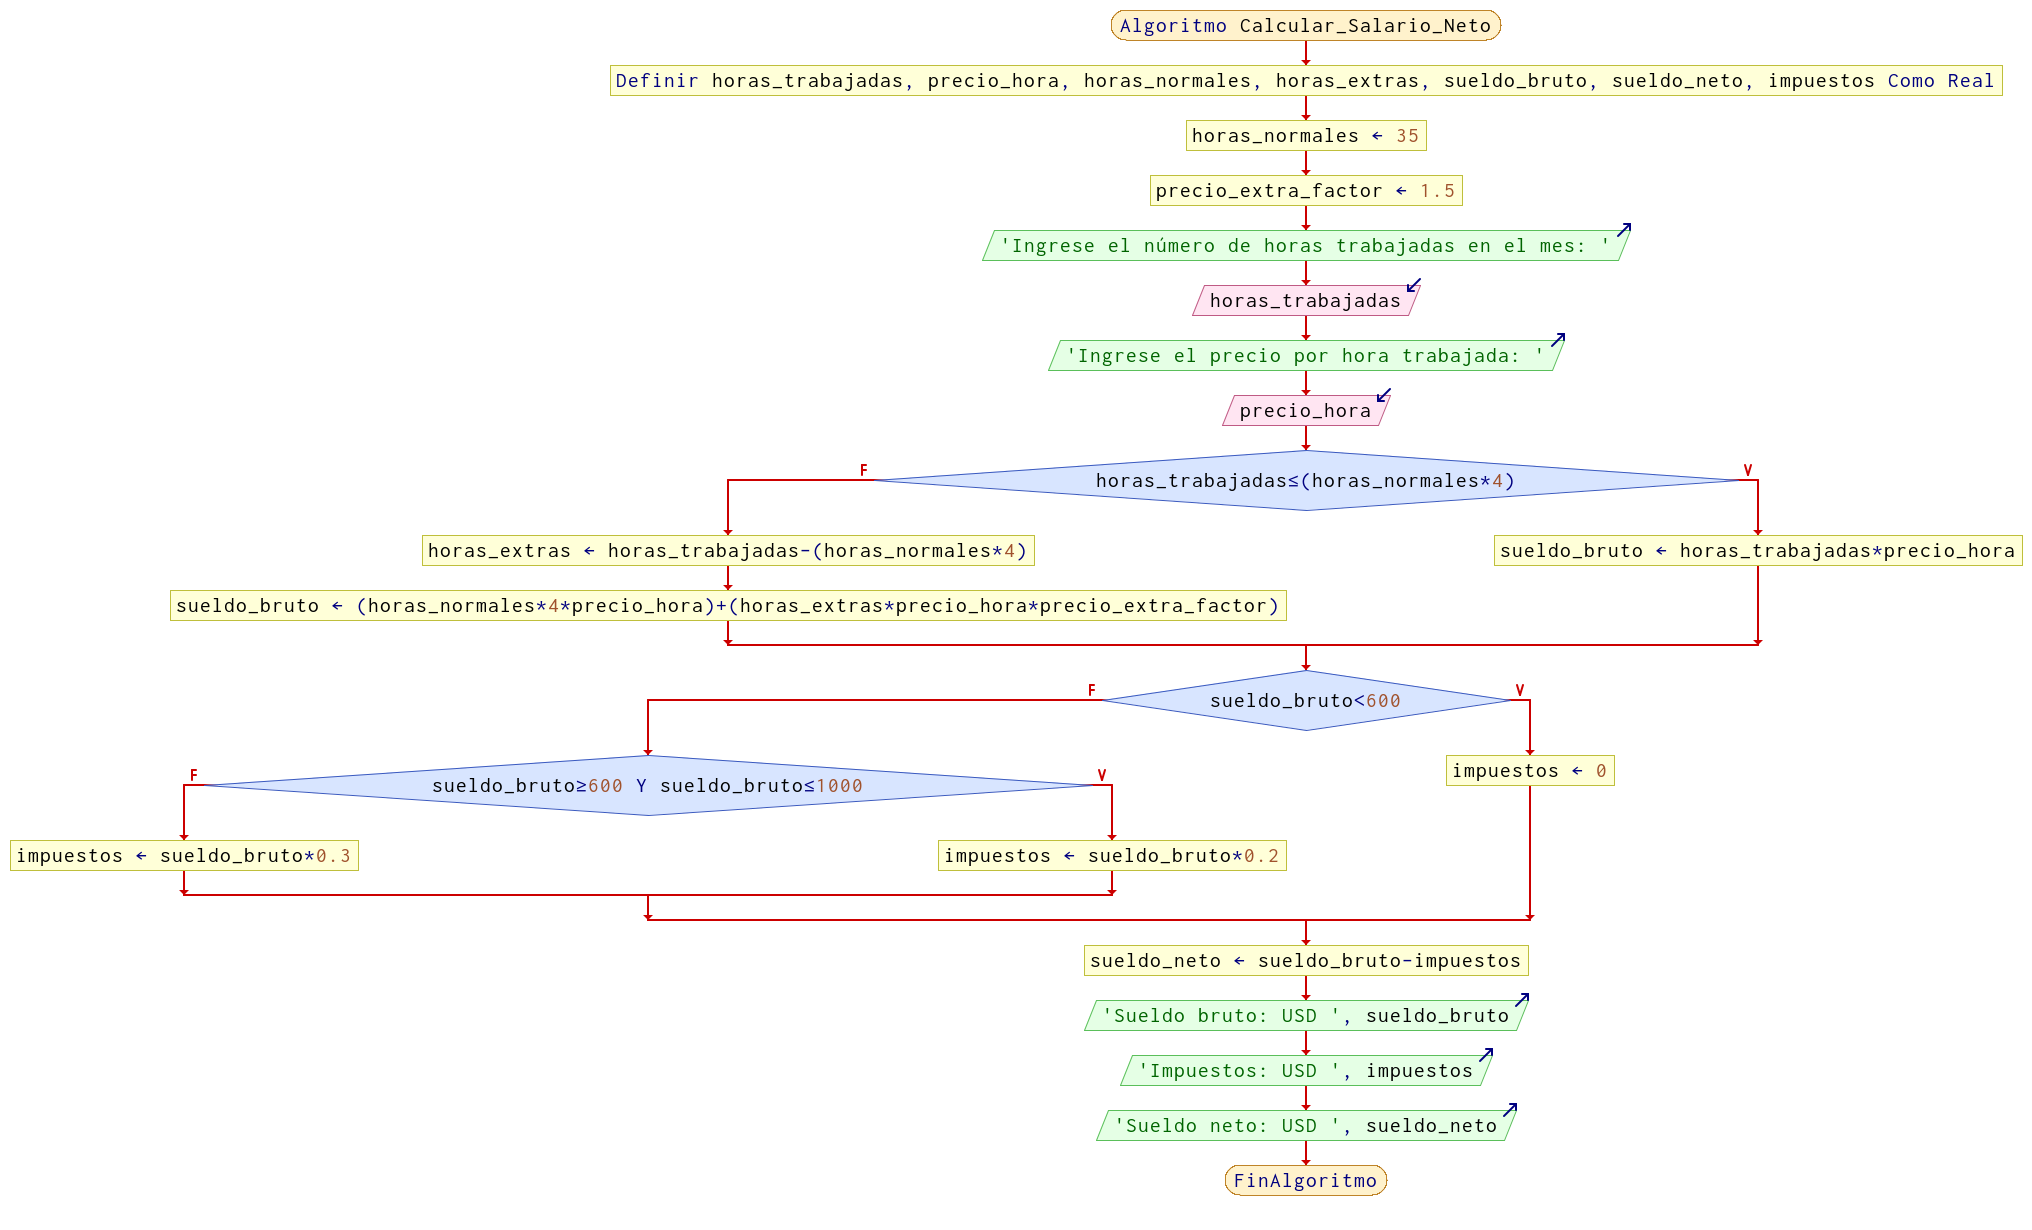 Algoritmo Calcular_Salario_Neto
Definir horas_trabajadas, precio_hora, horas_normales, horas_extras, sueldo_bruto, sueldo_neto, impuestos Como Real
horas_normales ← 35
precio_extra_factor ← 1.5
'Ingrese el número de horas trabajadas en el mes: '
horas_trabajadas
'Ingrese el precio por hora trabajada: '
precio_hora
F
V
horas_trabajadas≤(horas_normales*4)
horas_extras ← horas_trabajadas-(horas_normales*4)
sueldo_bruto ← horas_trabajadas*precio_hora
sueldo_bruto ← (horas_normales*4*precio_hora)+(horas_extras*precio_hora*precio_extra_factor)
F
V
sueldo_bruto<600
F
V
sueldo_bruto≥600 Y sueldo_bruto≤1000
impuestos ← 0
impuestos ← sueldo_bruto*0.3
impuestos ← sueldo_bruto*0.2
sueldo_neto ← sueldo_bruto-impuestos
'Sueldo bruto: USD ', sueldo_bruto
'Impuestos: USD ', impuestos
'Sueldo neto: USD ', sueldo_neto
FinAlgoritmo